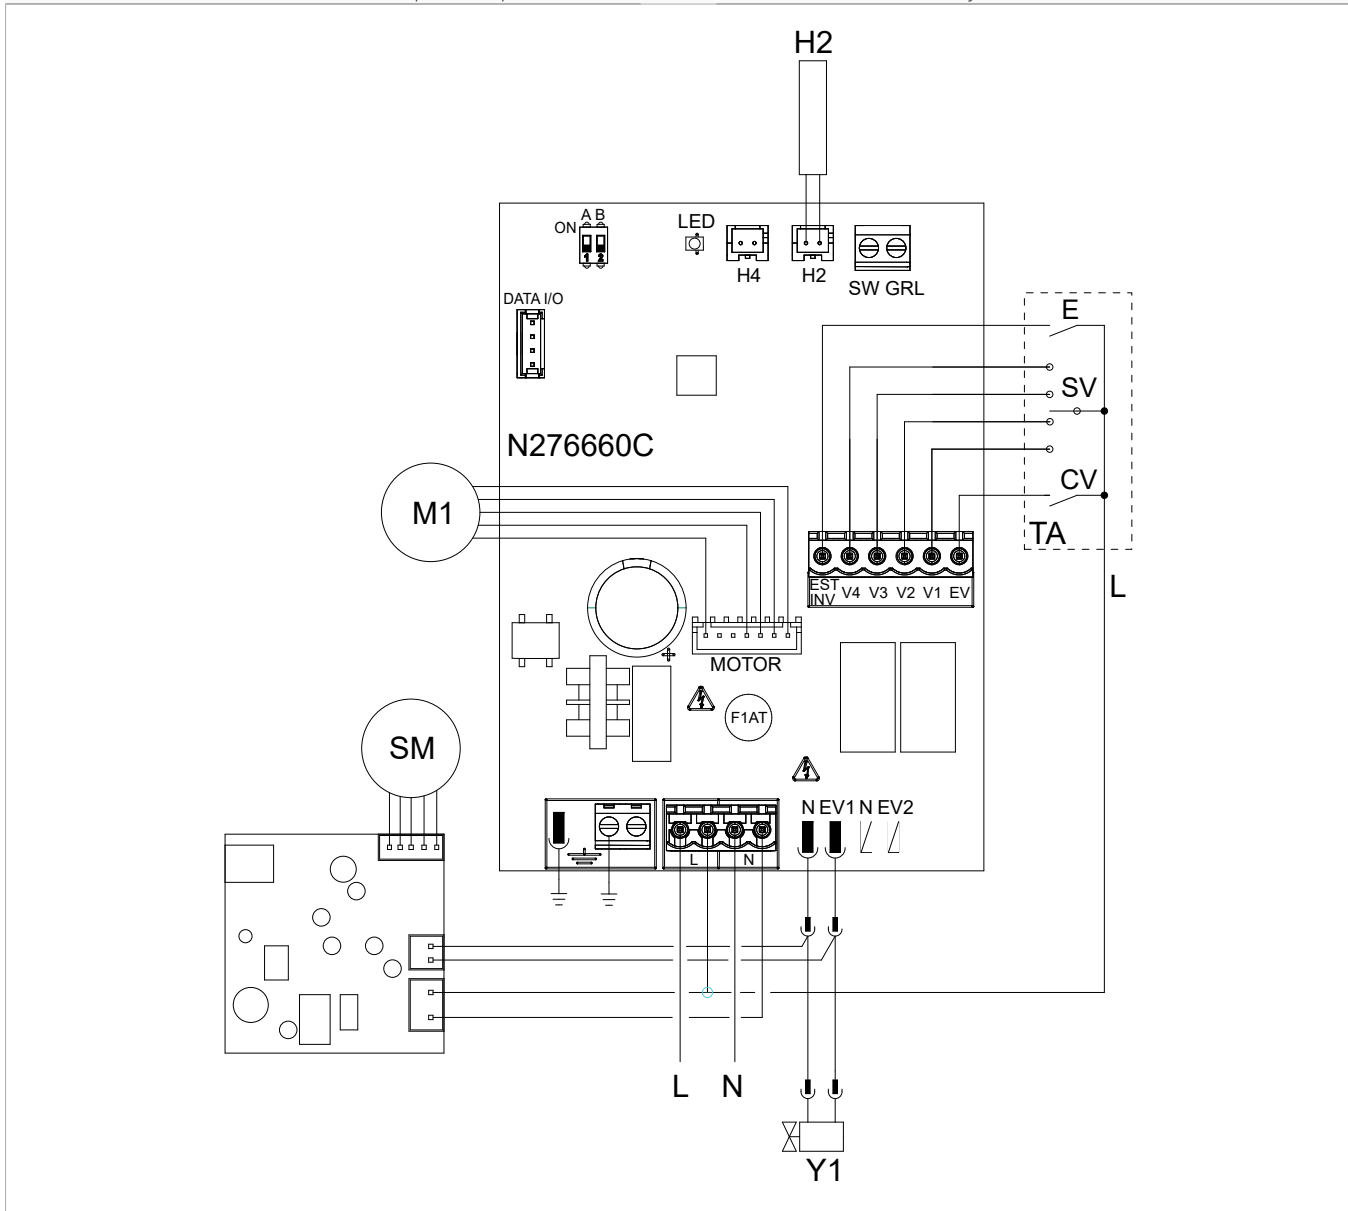 H2
A B
ON
1 2
LED
H4
H2
SW GRL
DATA I/O
E
SV
N276660C
CV
M1
TA
EST
INV
V4 V3 V2 V1 EV
L
MOTOR
F1AT
SM
N EV1 N EV2
L N
L N
Y1